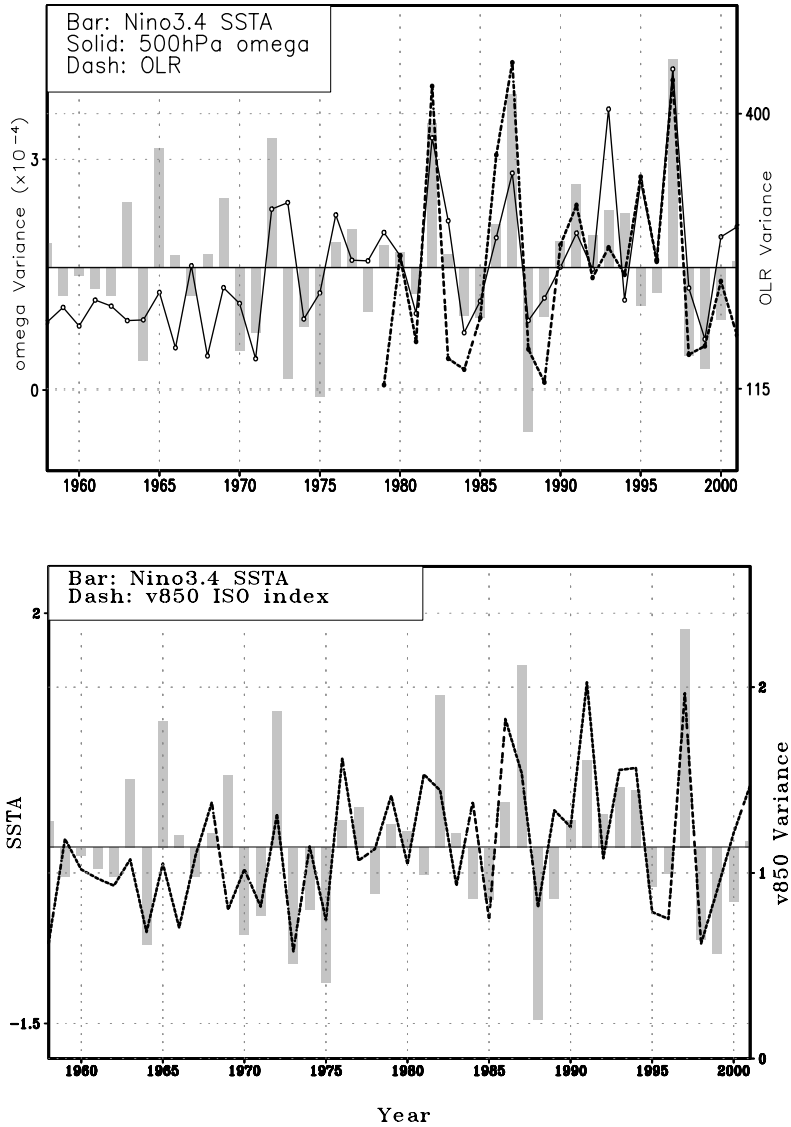 Bar: Nino3.4 SSTA
Solid: 500hPa omega
Dash: OLR
omega Variance (x10⁻⁴)
3
0
400
115
OLR Variance
1960 1965 1970 1975 1980 1985 1990 1995 2000
Bar: Nino3.4 SSTA
Dash: v850 ISO index
SSTA
2
-1.5
2
1
0
v850 Variance
1960 1965 1970 1975 1980 1985 1990 1995 2000
Year